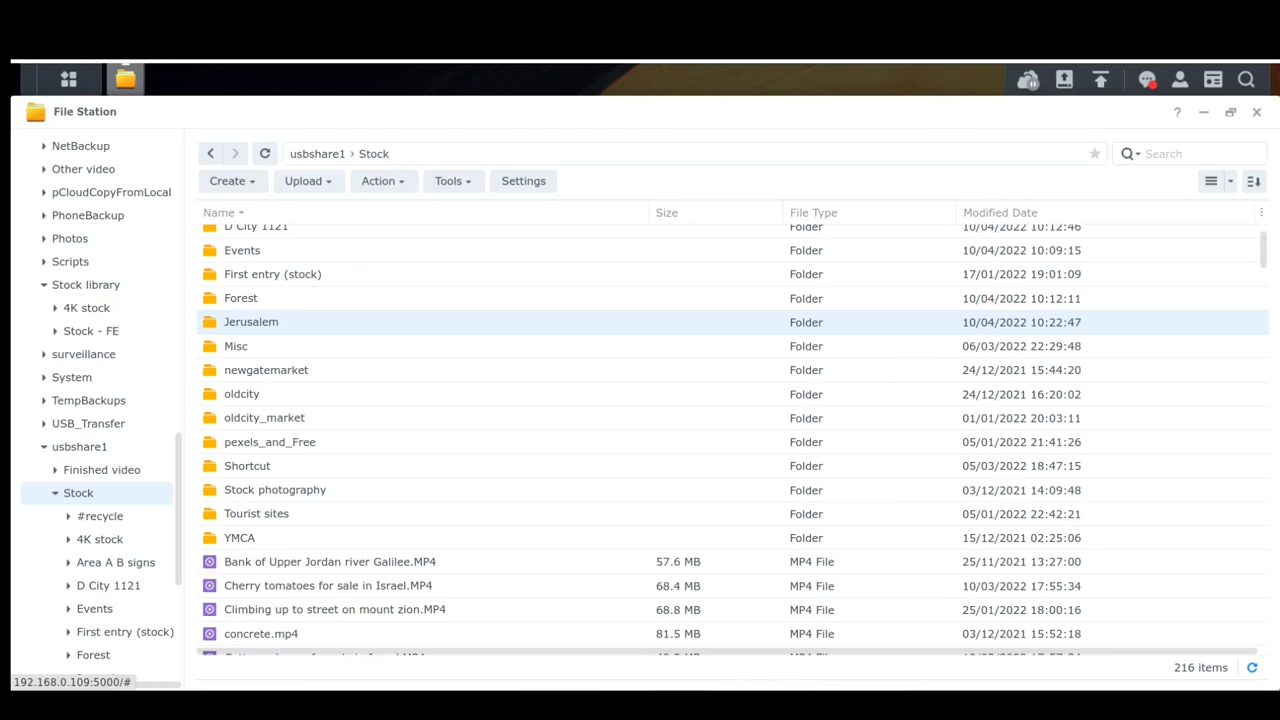 File Station
NetBackup
Other video
pCloudCopyFromLocal
PhoneBackup
Photos
Scripts
Stock library
4K stock
Stock - FE
surveillance
System
TempBackups
USB_Transfer
usbshare1
Finished video
Stock
#recycle
4K stock
Area A B signs
D City 1121
Events
First entry (stock)
Forest
192.168.0.109:5000/#
usbshare1 › Stock
Search
Create Upload Action Tools Settings
Name Size File Type Modified Date
D City 1121 Folder 10/04/2022 10:12:46
Events Folder 10/04/2022 10:09:15
First entry (stock) Folder 17/01/2022 19:01:09
Forest Folder 10/04/2022 10:12:11
Jerusalem Folder 10/04/2022 10:22:47
Misc Folder 06/03/2022 22:29:48
newgatemarket Folder 24/12/2021 15:44:20
oldcity Folder 24/12/2021 16:20:02
oldcity_market Folder 01/01/2022 20:03:11
pexels_and_Free Folder 05/01/2022 21:41:26
Shortcut Folder 05/03/2022 18:47:15
Stock photography Folder 03/12/2021 14:09:48
Tourist sites Folder 05/01/2022 22:42:21
YMCA Folder 15/12/2021 02:25:06
Bank of Upper Jordan river Galilee.MP4 57.6 MB MP4 File 25/11/2021 13:27:00
Cherry tomatoes for sale in Israel.MP4 68.4 MB MP4 File 10/03/2022 17:55:34
Climbing up to street on mount zion.MP4 68.8 MB MP4 File 25/01/2022 18:00:16
concrete.mp4 81.5 MB MP4 File 03/12/2021 15:52:18
216 items